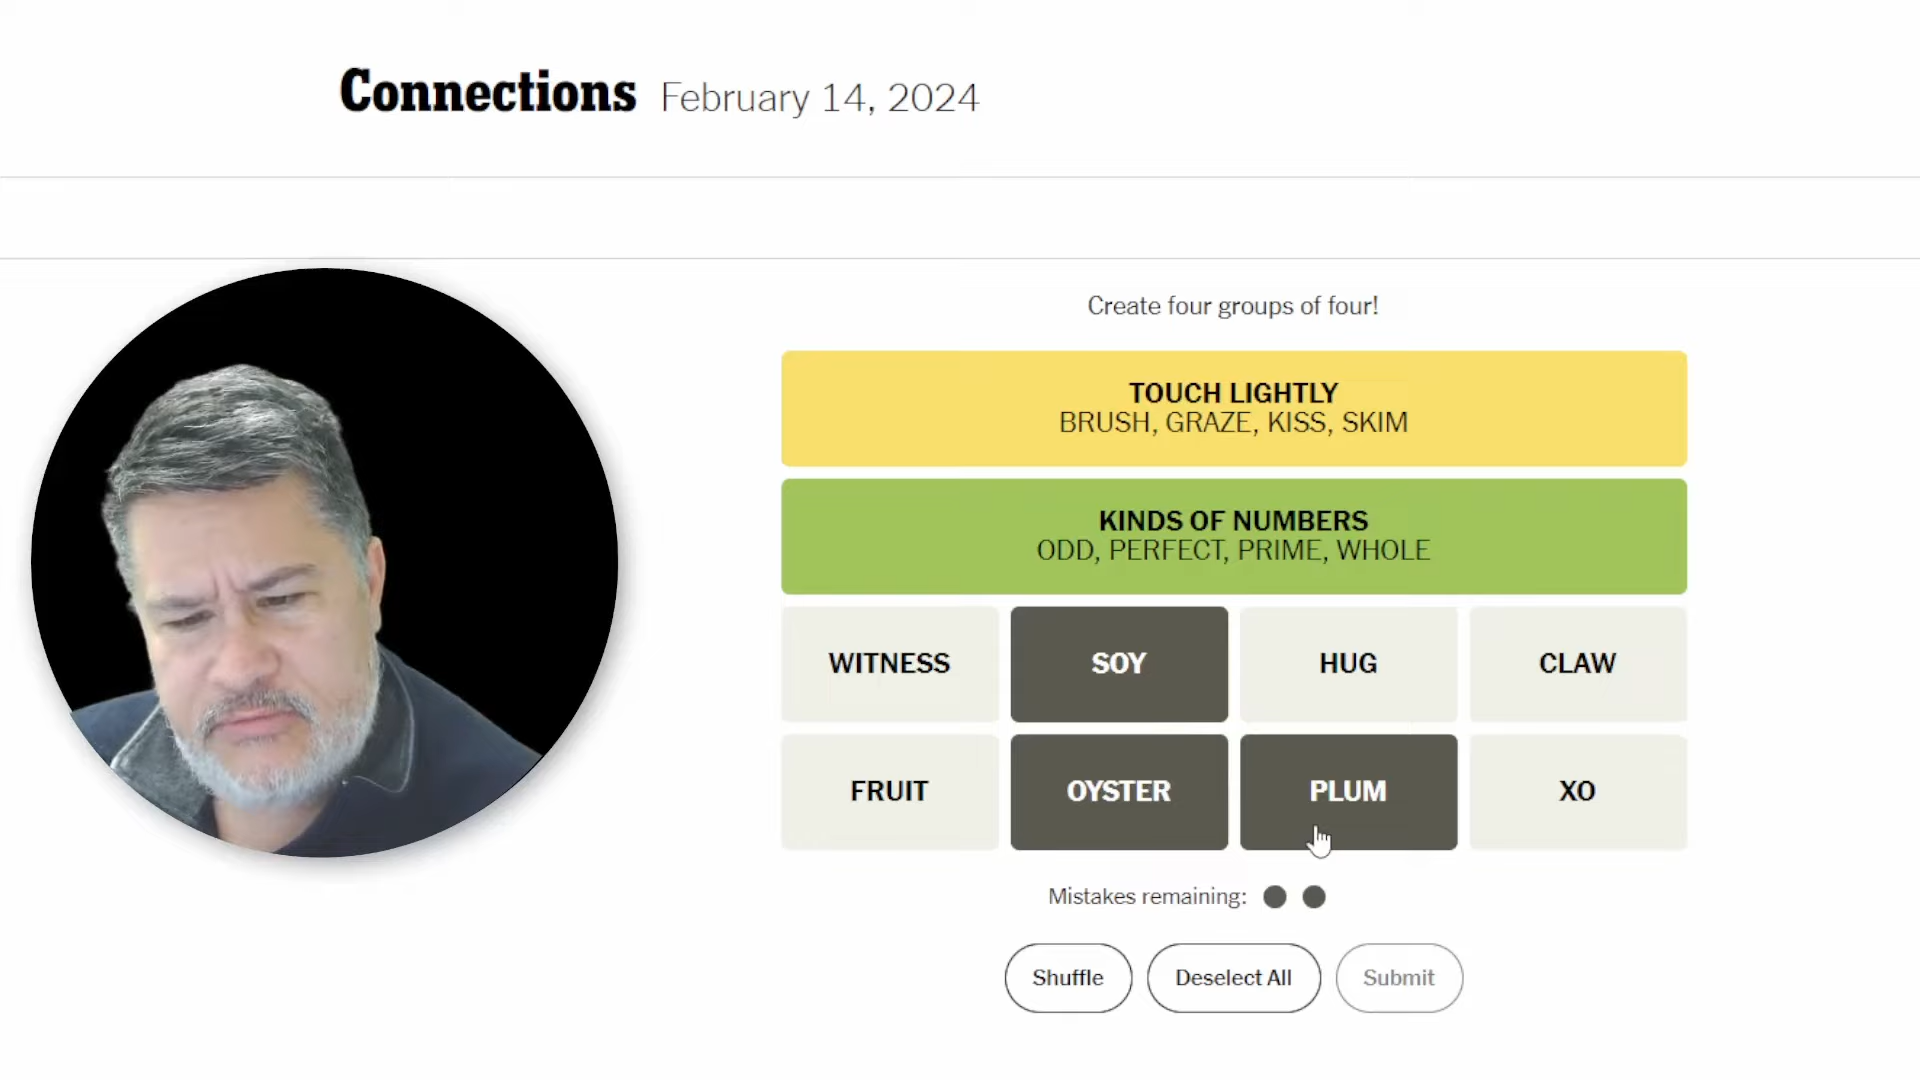 Connections February 14, 2024
Create four groups of four!
TOUCH LIGHTLY
BRUSH, GRAZE, KISS, SKIM
KINDS OF NUMBERS
ODD, PERFECT, PRIME, WHOLE
WITNESS SOY HUG CLAW
FRUIT OYSTER PLUM XO
Mistakes remaining:
Shuffle Deselect All Submit